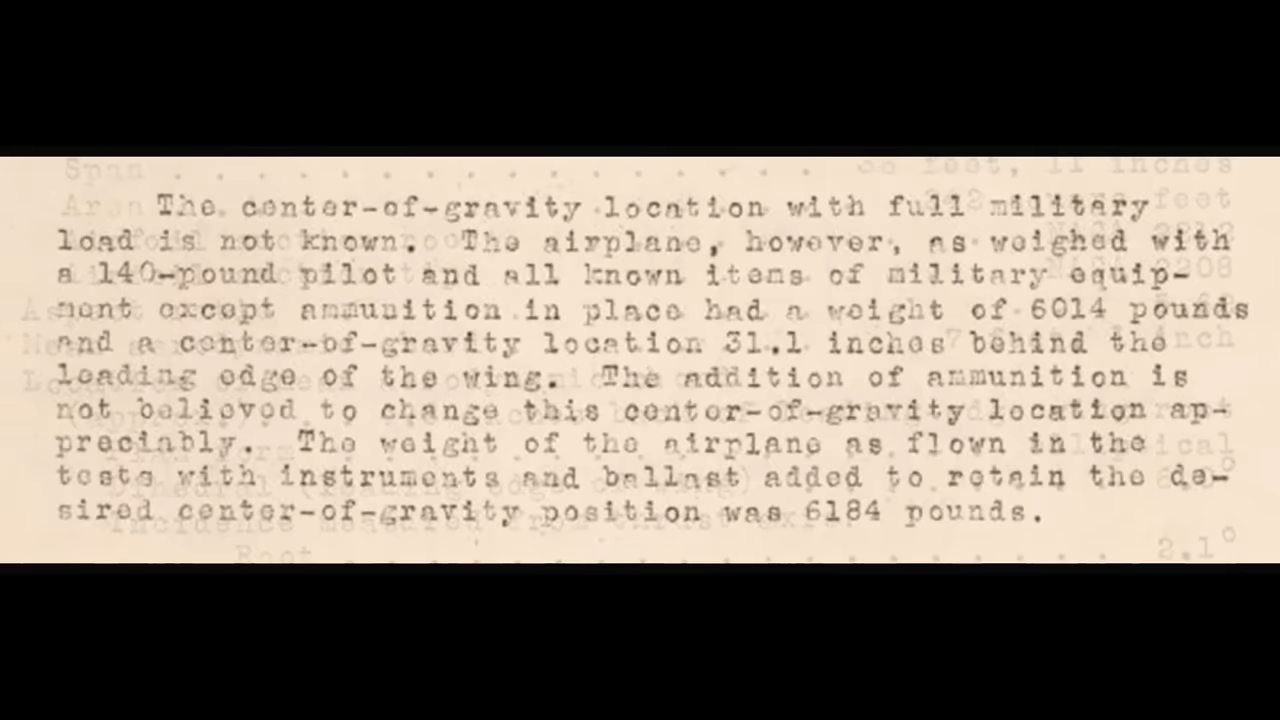 The center-of-gravity location with full military
load is not known. The airplane, however, as weighed with
a 140-pound pilot and all known items of military equip-
ment except ammunition in place had a weight of 6014 pounds
and a center-of-gravity location 31.1 inches behind the
leading edge of the wing. The addition of ammunition is
not believed to change this center-of-gravity location ap-
preciably. The weight of the airplane as flown in the
tests with instruments and ballast added to retain the de-
sired center-of-gravity position was 6184 pounds.